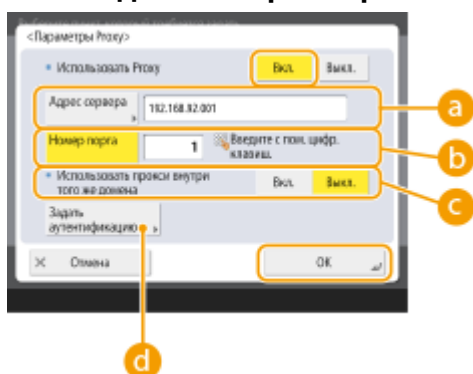 <Параметры Proxy>
Использовать Proxy
Вкл.
Выкл.
Адрес сервера
192.168.92.001
a
Номер порта
1
Введите с пом. цифр.
клавиш.
b
Использовать прокси внутри
того же домена
Вкл.
Выкл.
c
Задать
аутентификацию
Отмена
OK
d